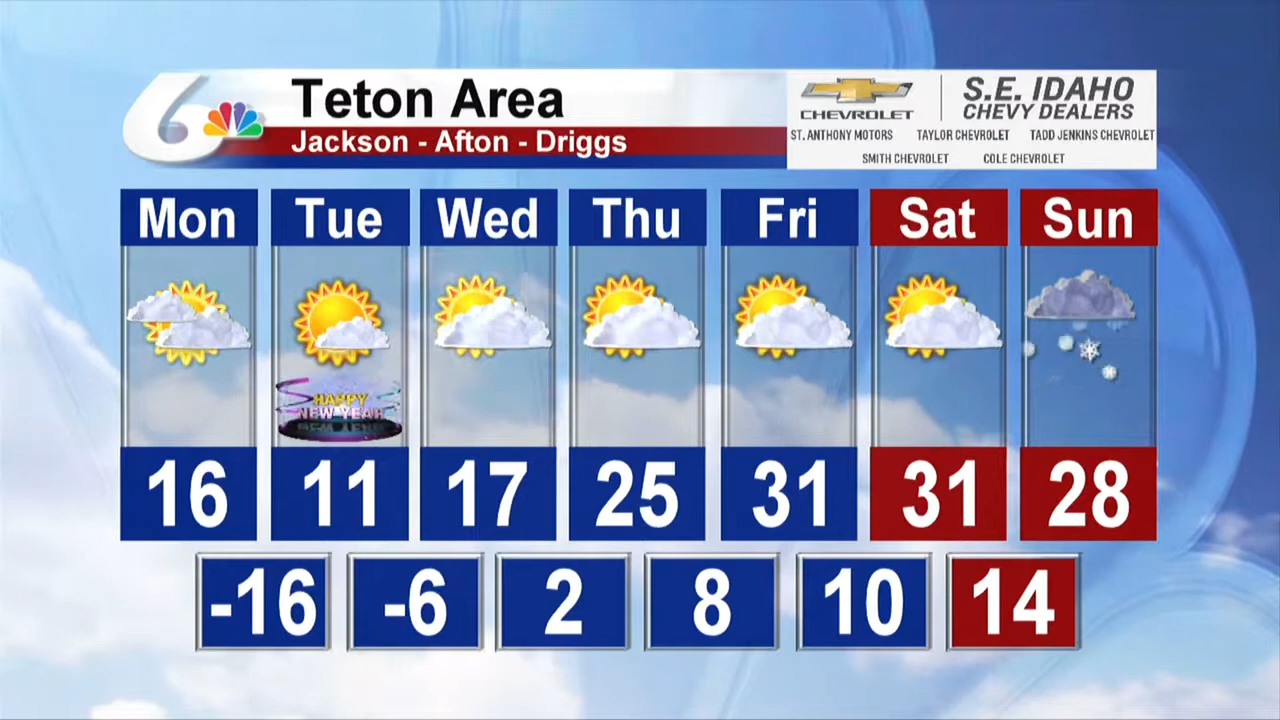 6
Teton Area
Jackson - Afton - Driggs
CHEVROLET
S.E. IDAHO
CHEVY DEALERS
ST. ANTHONY MOTORS TAYLOR CHEVROLET TADD JENKINS CHEVROLET
SMITH CHEVROLET COLE CHEVROLET
Mon Tue Wed Thu Fri Sat Sun
HAPPY
NEW YEAR
16 11 17 25 31 31 28
-16 -6 2 8 10 14